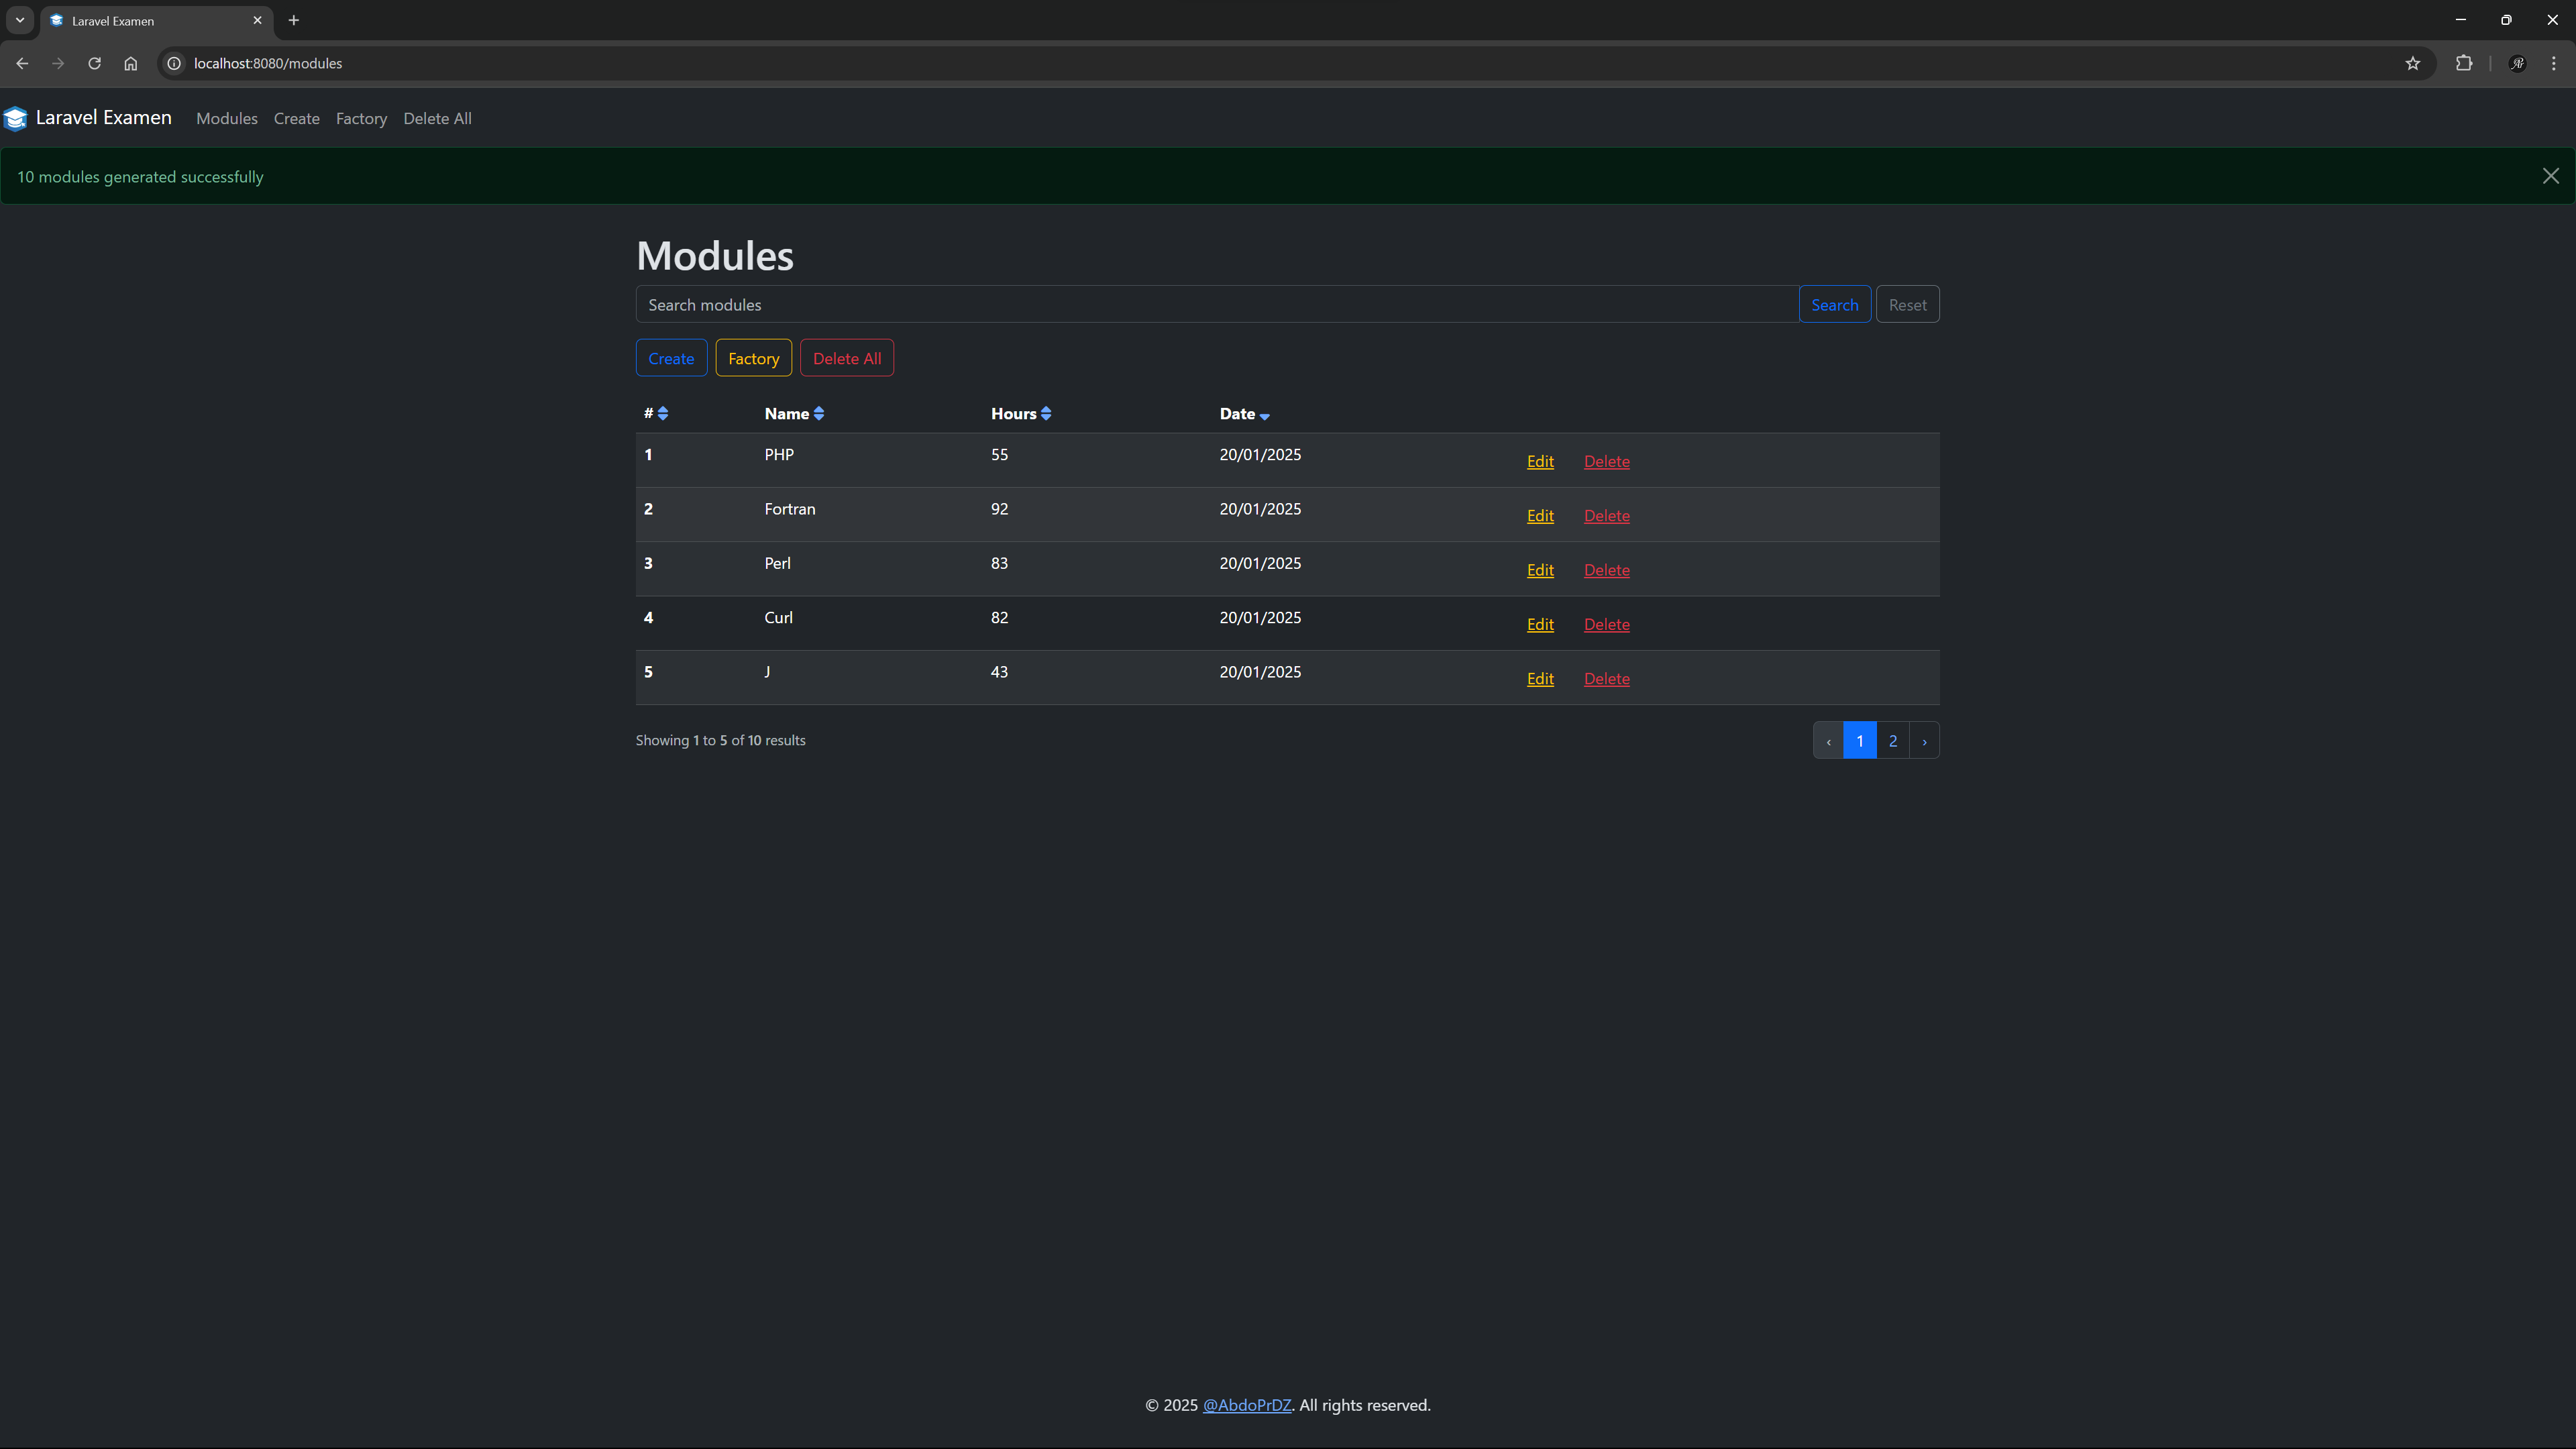 Laravel Examen
localhost:8080/modules
Laravel Examen Modules Create Factory Delete All
10 modules generated successfully
Modules
Search modules Search Reset
Create Factory Delete All
# Name Hours Date
1 PHP 55 20/01/2025 Edit Delete
2 Fortran 92 20/01/2025 Edit Delete
3 Perl 83 20/01/2025 Edit Delete
4 Curl 82 20/01/2025 Edit Delete
5 J 43 20/01/2025 Edit Delete
Showing 1 to 5 of 10 results ‹ 1 2 ›
© 2025 @AbdoPrDZ. All rights reserved.